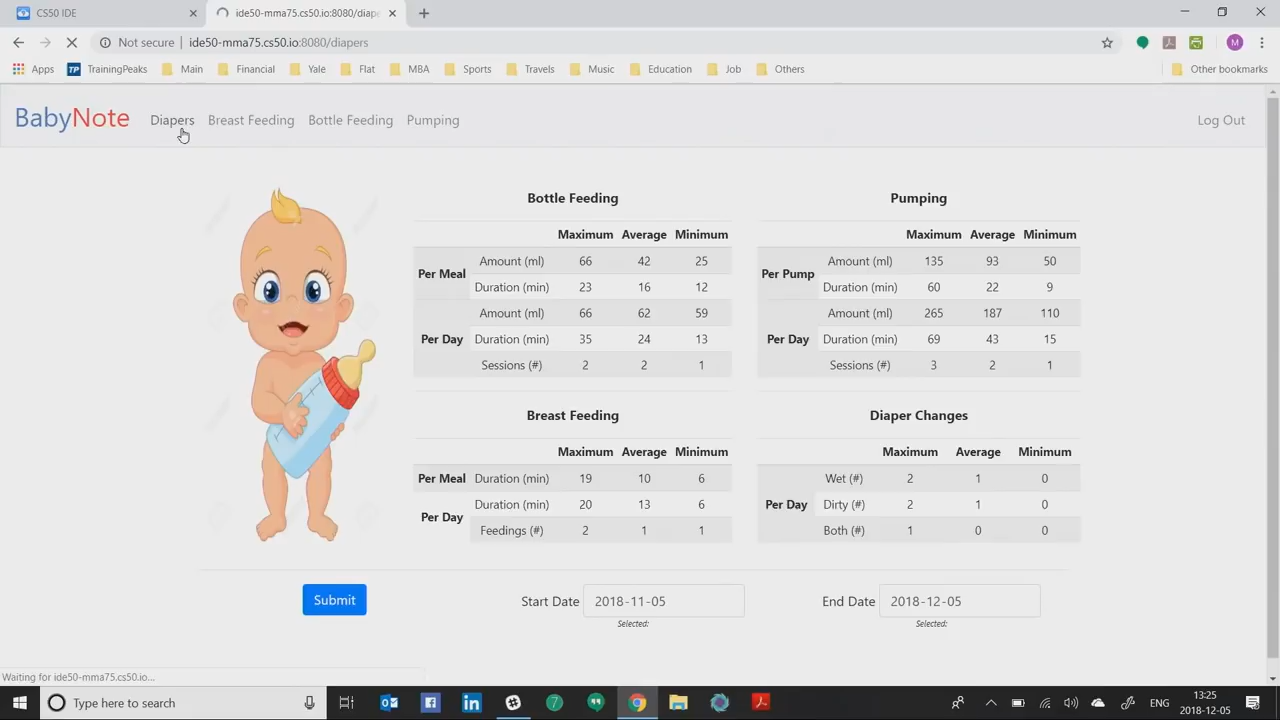 CS50 IDE
ide50-mma75.cs50.io:8080/diape
Not secure | ide50-mma75.cs50.io:8080/diapers
M
Apps TP TrainingPeaks Main Financial Yale Flat MBA Sports Travels Music Education Job Others Other bookmarks
BabyNote Diapers Breast Feeding Bottle Feeding Pumping Log Out
Bottle Feeding
Maximum Average Minimum
Per Meal
Amount (ml) 66 42 25
Duration (min) 23 16 12
Per Day
Amount (ml) 66 62 59
Duration (min) 35 24 13
Sessions (#) 2 2 1
Pumping
Maximum Average Minimum
Per Pump
Amount (ml) 135 93 50
Duration (min) 60 22 9
Per Day
Amount (ml) 265 187 110
Duration (min) 69 43 15
Sessions (#) 3 2 1
Breast Feeding
Maximum Average Minimum
Per Meal Duration (min) 19 10 6
Per Day
Duration (min) 20 13 6
Feedings (#) 2 1 1
Diaper Changes
Maximum Average Minimum
Per Day
Wet (#) 2 1 0
Dirty (#) 2 1 0
Both (#) 1 0 0
Submit Start Date 2018-11-05 End Date 2018-12-05
Selected: Selected:
Waiting for ide50-mma75.cs50.io...
Type here to search ENG 13:25
2018-12-05